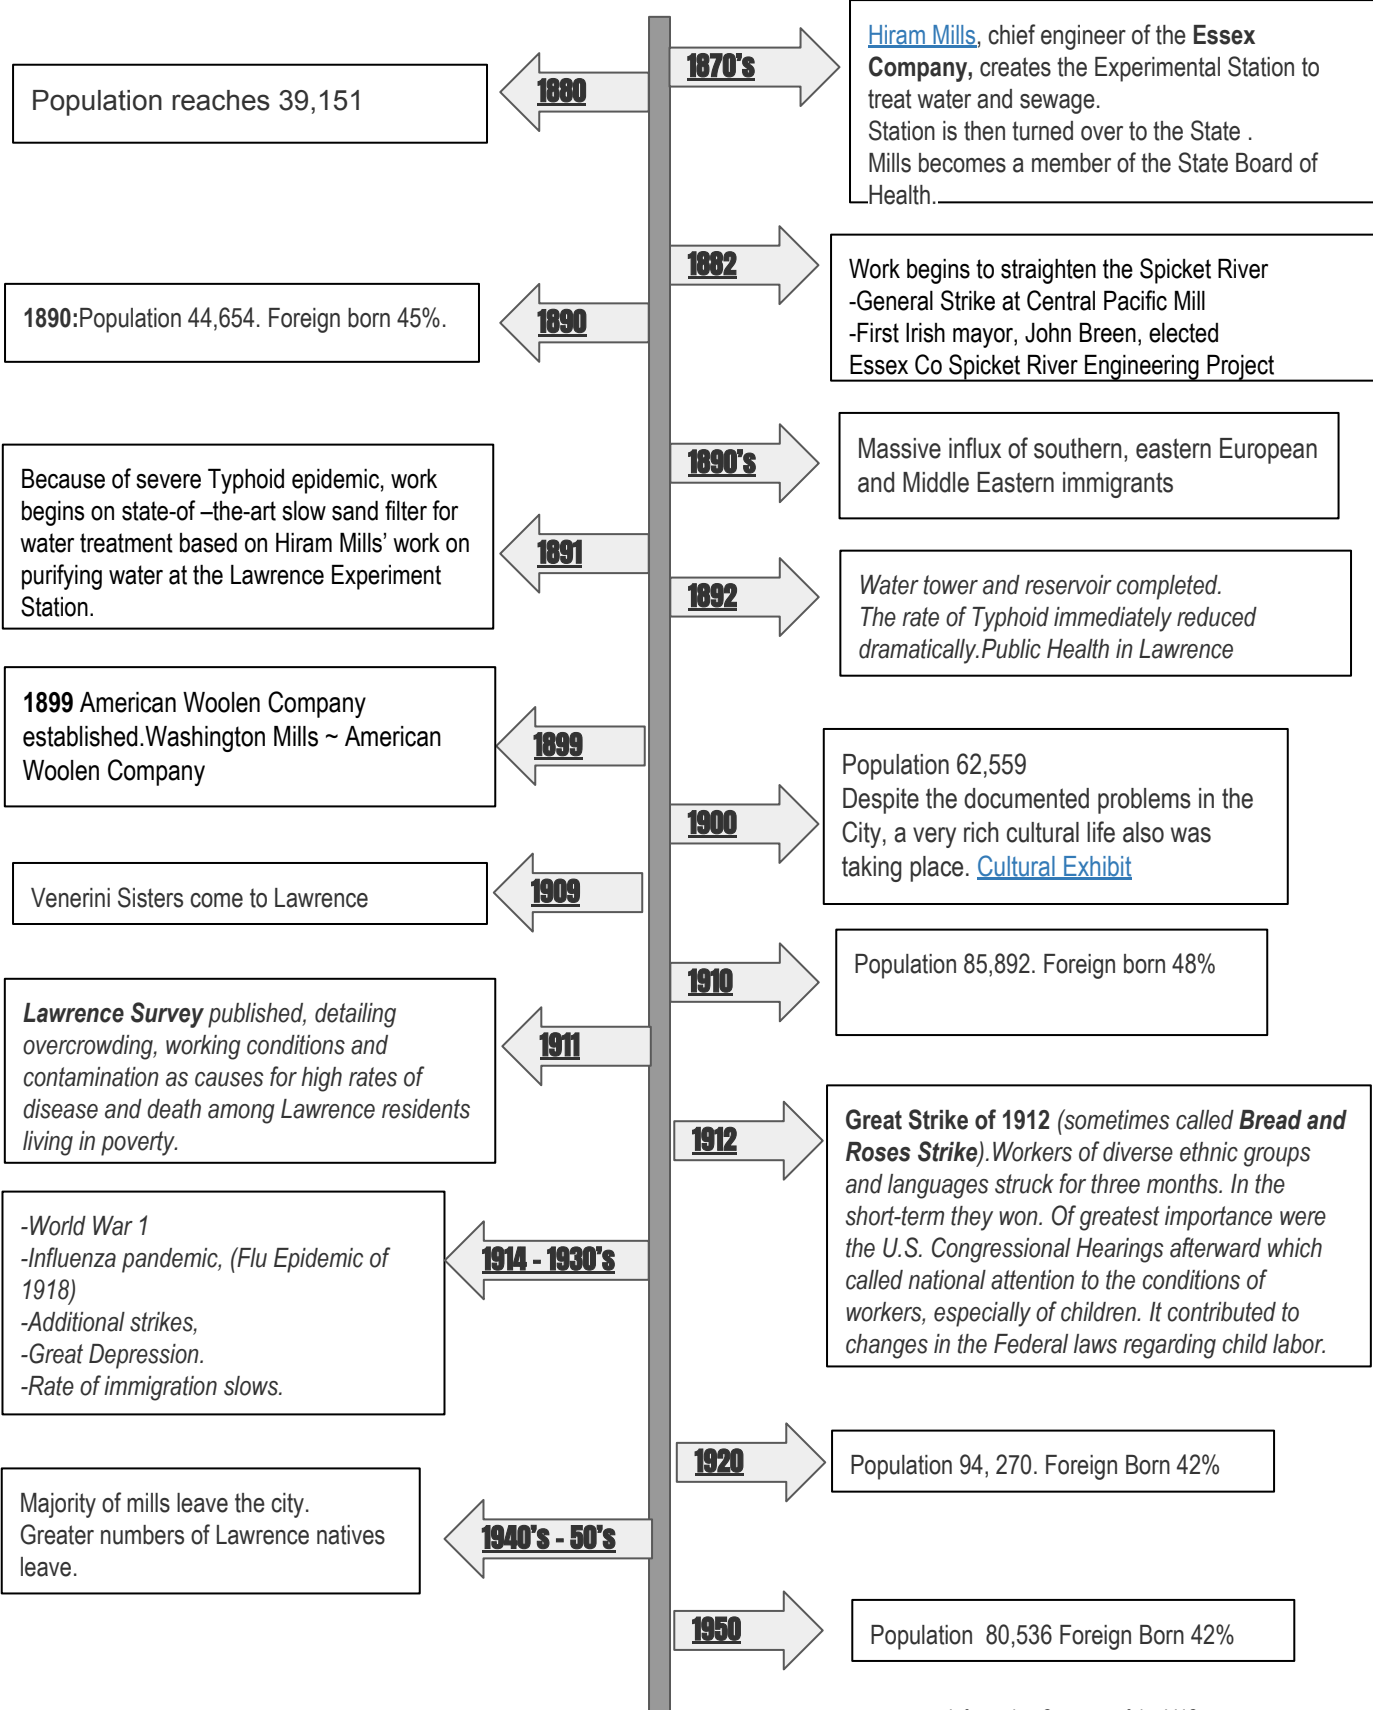 1870's
Hiram Mills, chief engineer of the Essex
Company, creates the Experimental Station to
treat water and sewage.
Station is then turned over to the State .
Mills becomes a member of the State Board of
Health.
1880
Population reaches 39,151
1882
Work begins to straighten the Spicket River
-General Strike at Central Pacific Mill
-First Irish mayor, John Breen, elected
Essex Co Spicket River Engineering Project
1890
1890:Population 44,654. Foreign born 45%.
1890's
Massive influx of southern, eastern European
and Middle Eastern immigrants
1891
Because of severe Typhoid epidemic, work
begins on state-of –the-art slow sand filter for
water treatment based on Hiram Mills’ work on
purifying water at the Lawrence Experiment
Station.
1892
Water tower and reservoir completed.
The rate of Typhoid immediately reduced
dramatically.Public Health in Lawrence
1899
1899 American Woolen Company
established.Washington Mills ~ American
Woolen Company
1900
Population 62,559
Despite the documented problems in the
City, a very rich cultural life also was
taking place. Cultural Exhibit
1909
Venerini Sisters come to Lawrence
1910
Population 85,892. Foreign born 48%
1911
Lawrence Survey published, detailing
overcrowding, working conditions and
contamination as causes for high rates of
disease and death among Lawrence residents
living in poverty.
1912
Great Strike of 1912 (sometimes called Bread and
Roses Strike).Workers of diverse ethnic groups
and languages struck for three months. In the
short-term they won. Of greatest importance were
the U.S. Congressional Hearings afterward which
called national attention to the conditions of
workers, especially of children. It contributed to
changes in the Federal laws regarding child labor.
1914 - 1930's
-World War 1
-Influenza pandemic, (Flu Epidemic of
1918)
-Additional strikes,
-Great Depression.
-Rate of immigration slows.
1920
Population 94, 270. Foreign Born 42%
1940's - 50's
Majority of mills leave the city.
Greater numbers of Lawrence natives
leave.
1950
Population 80,536 Foreign Born 42%